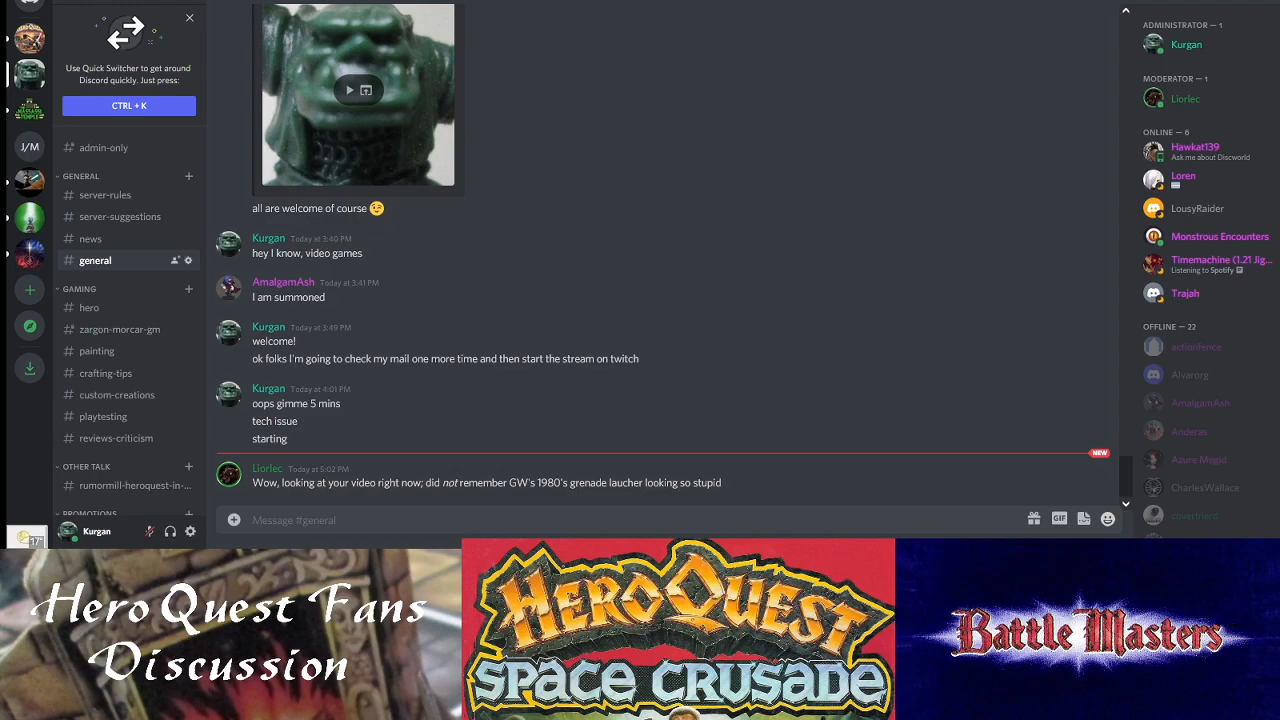 Use Quick Switcher to get around
Discord quickly. Just press:
CTRL + K
J/M
# admin-only
GENERAL
# server-rules
# server-suggestions
# news
# general
GAMING
# hero
# zargon-morcar-gm
# painting
# crafting-tips
# custom-creations
# playtesting
# reviews-criticism
OTHER TALK
# rumormill-heroquest-in-...
PROMOTIONS
17°
Kurgan
all are welcome of course 😉
Kurgan Today at 3:40 PM
hey I know, video games
AmalgamAsh Today at 3:41 PM
I am summoned
Kurgan Today at 3:49 PM
welcome!
ok folks I'm going to check my mail one more time and then start the stream on twitch
Kurgan Today at 4:01 PM
oops gimme 5 mins
tech issue
starting
NEW
Liorlec Today at 5:02 PM
Wow, looking at your video right now; did not remember GW's 1980's grenade laucher looking so stupid
Message #general
GIF
ADMINISTRATOR — 1
Kurgan
MODERATOR — 1
Liorlec
ONLINE — 6
Hawkat139
Ask me about Discworld
Loren
LousyRaider
Monstrous Encounters
Timemachine (1.21 Jig...
Listening to Spotify
Trajah
OFFLINE — 22
actionfence
Alvarorg
AmalgamAsh
Anderas
Azure Megid
CharlesWallace
Hero Quest Fans
Discussion
HEROQUEST
SPACE CRUSADE
Battle Masters